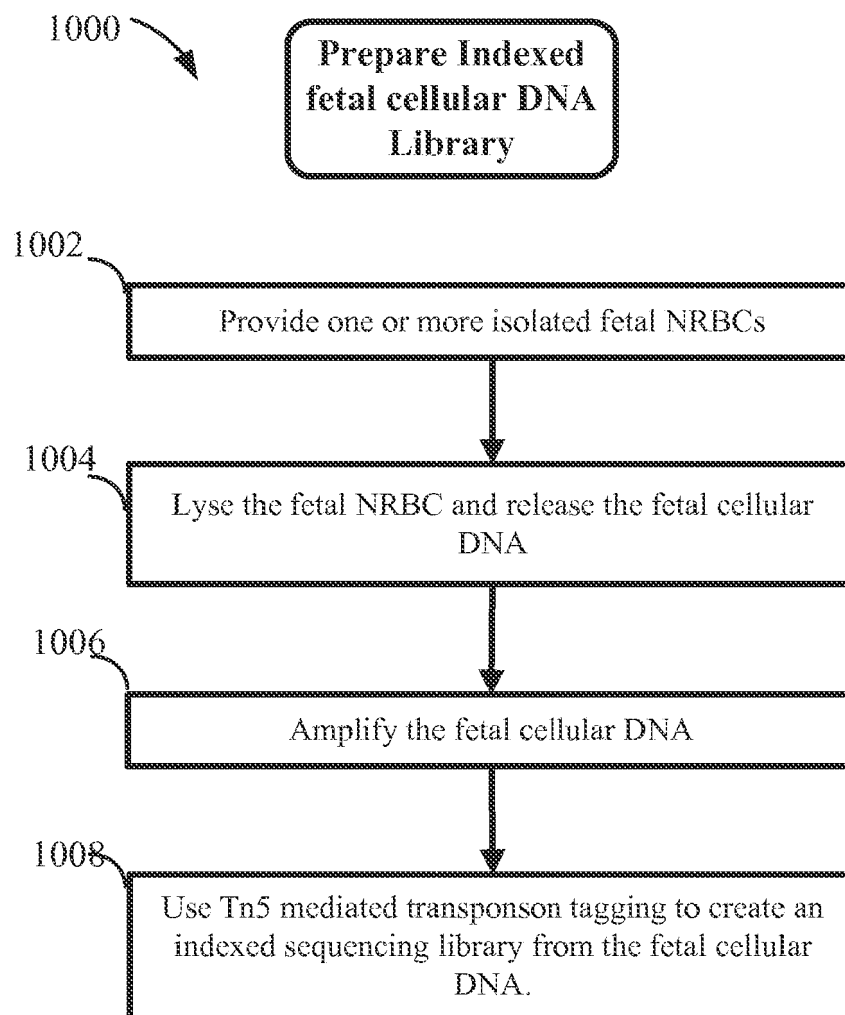 1000
Prepare Indexed
fetal cellular DNA
Library
1002
Provide one or more isolated fetal NRBCs
1004
Lyse the fetal NRBC and release the fetal cellular
DNA
1006
Amplify the fetal cellular DNA
1008
Use Tn5 mediated transponson tagging to create an
indexed sequencing library from the fetal cellular
DNA.